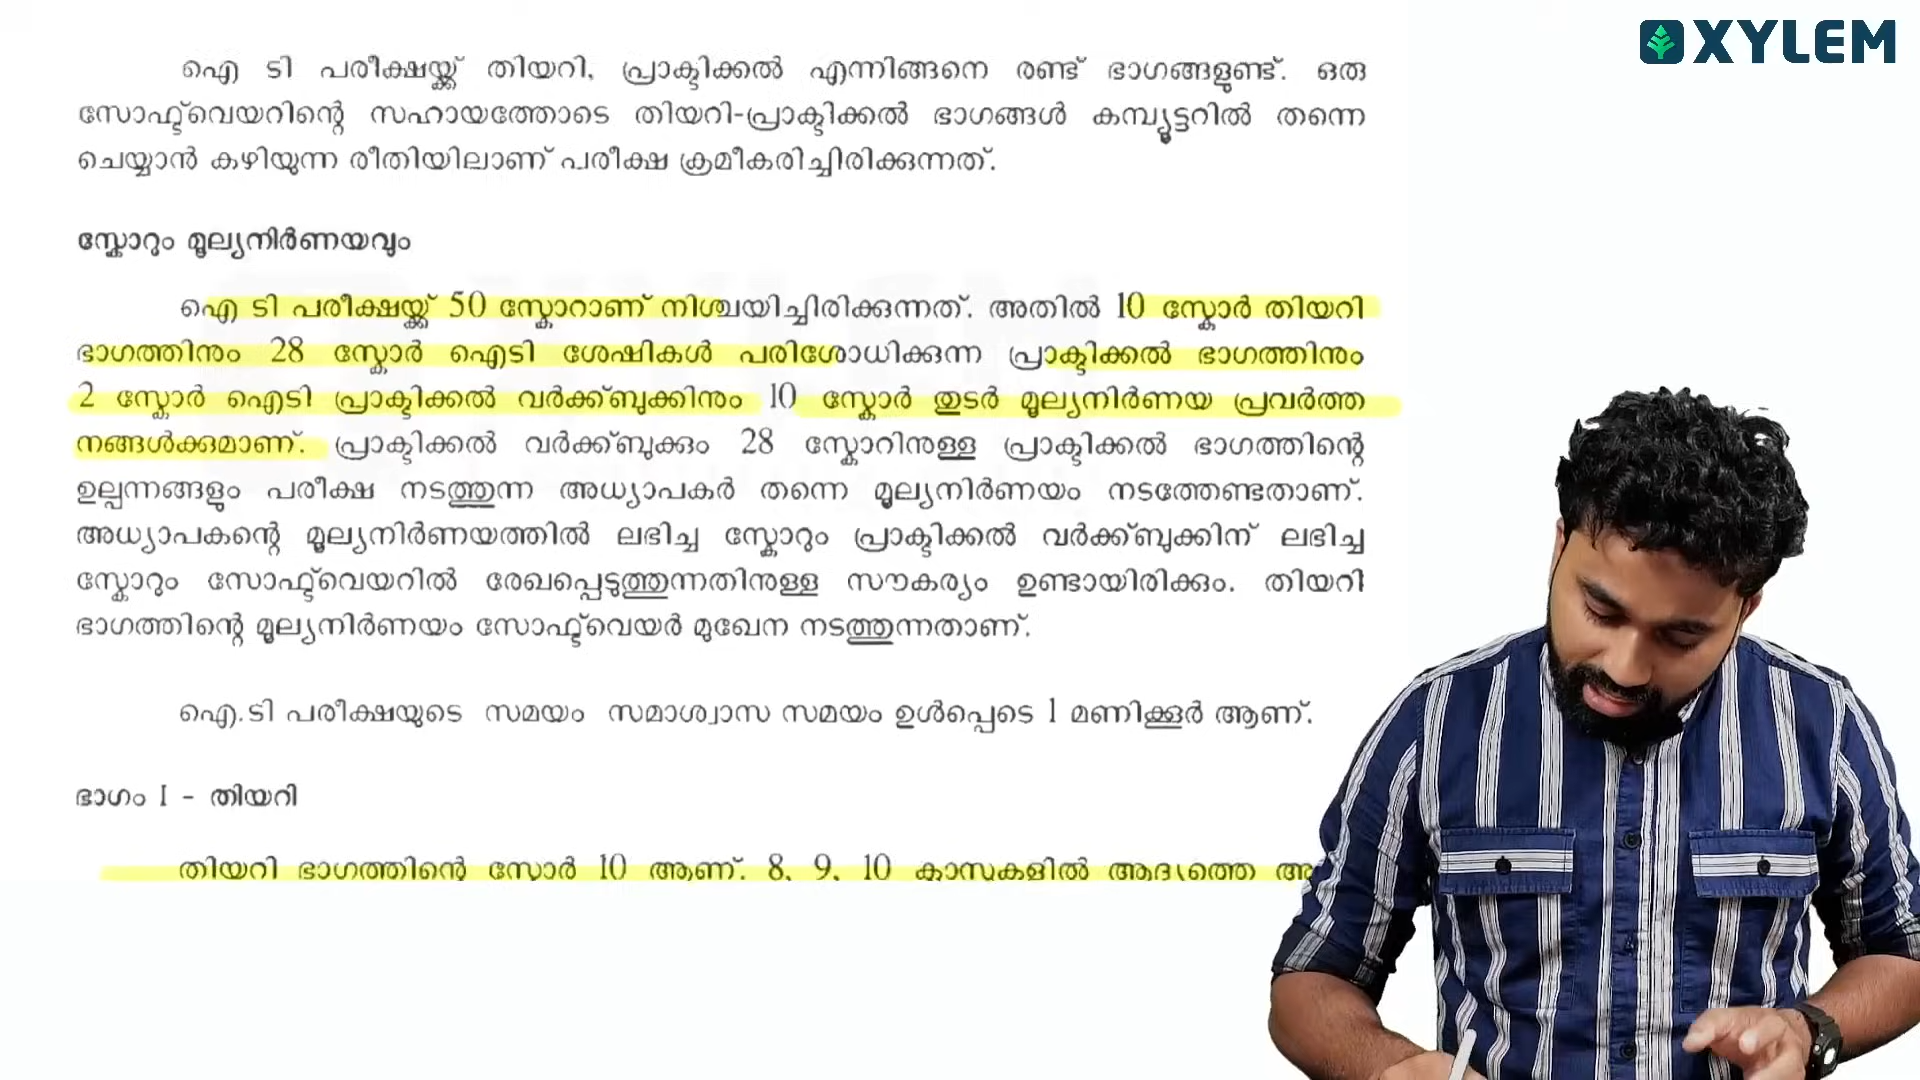 XYLEM
ഐ ടി പരീക്ഷയ്ക്ക് തിയറി, പ്രാക്ടിക്കൽ എന്നിങ്ങനെ രണ്ട് ഭാഗങ്ങളുണ്ട്. ഒരു
സോഫ്റ്റ്‌വെയറിന്റെ സഹായത്തോടെ തിയറി-പ്രാക്ടിക്കൽ ഭാഗങ്ങൾ കമ്പ്യൂട്ടറിൽ തന്നെ
ചെയ്യാൻ കഴിയുന്ന രീതിയിലാണ് പരീക്ഷ ക്രമീകരിച്ചിരിക്കുന്നത്.
സ്കോറും മൂല്യനിർണയവും
ഐ ടി പരീക്ഷയ്ക്ക് 50 സ്കോറാണ് നിശ്ചയിച്ചിരിക്കുന്നത്. അതിൽ 10 സ്കോർ തിയറി
ഭാഗത്തിനും 28 സ്കോർ ഐടി ശേഷികൾ പരിശോധിക്കുന്ന പ്രാക്ടിക്കൽ ഭാഗത്തിനും
2 സ്കോർ ഐടി പ്രാക്ടിക്കൽ വർക്ക്ബുക്കിനും 10 സ്കോർ തുടർ മൂല്യനിർണയ പ്രവർത്ത
നങ്ങൾക്കുമാണ്. പ്രാക്ടിക്കൽ വർക്ക്ബുക്കും 28 സ്കോറിനുള്ള പ്രാക്ടിക്കൽ ഭാഗത്തിന്റെ
ഉല്പന്നങ്ങളും പരീക്ഷ നടത്തുന്ന അധ്യാപകർ തന്നെ മൂല്യനിർണയം നടത്തേണ്ടതാണ്.
അധ്യാപകന്റെ മൂല്യനിർണയത്തിൽ ലഭിച്ച സ്കോറും പ്രാക്ടിക്കൽ വർക്ക്ബുക്കിന് ലഭിച്ച
സ്കോറും സോഫ്റ്റ്‌വെയറിൽ രേഖപ്പെടുത്തുന്നതിനുള്ള സൗകര്യം ഉണ്ടായിരിക്കും. തിയറി
ഭാഗത്തിന്റെ മൂല്യനിർണയം സോഫ്റ്റ്‌വെയർ മുഖേന നടത്തുന്നതാണ്.
ഐ.ടി പരീക്ഷയുടെ സമയം സമാശ്വാസ സമയം ഉൾപ്പെടെ 1 മണിക്കൂർ ആണ്.
ഭാഗം I - തിയറി
തിയറി ഭാഗത്തിന്റെ സ്കോർ 10 ആണ്. 8, 9, 10 ക്ലാസുകളിൽ ആദ്യത്തെ